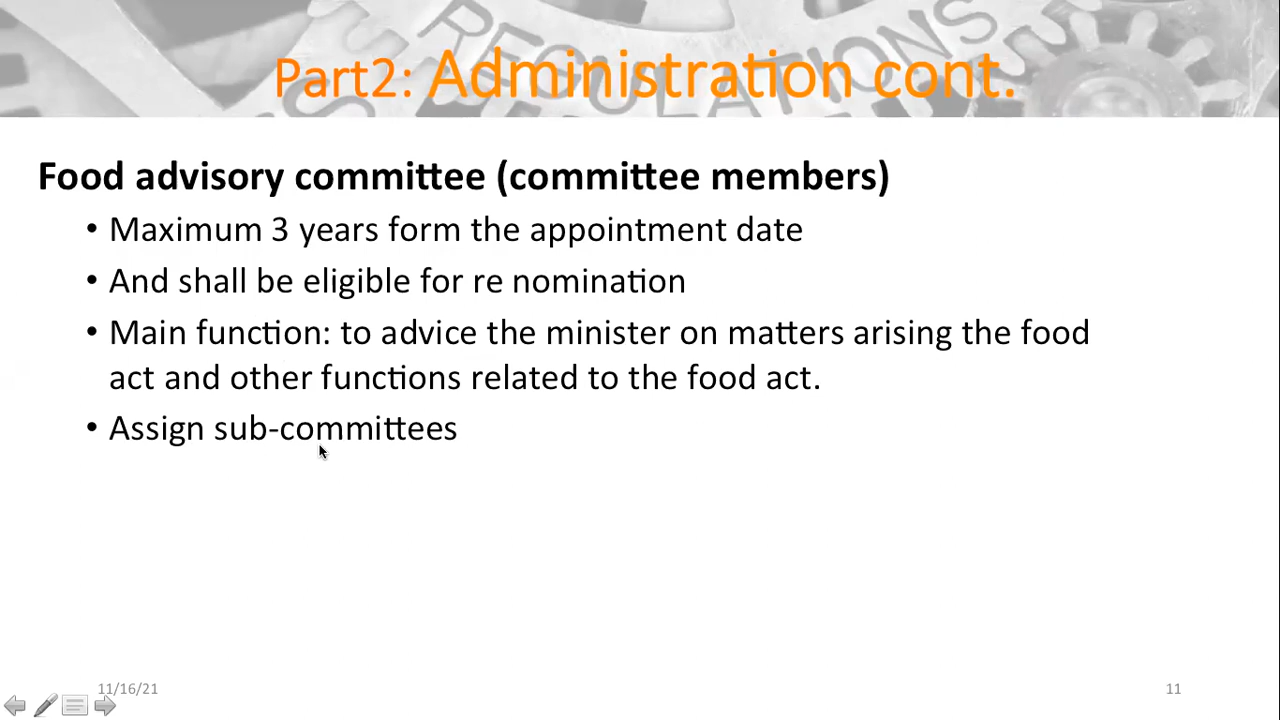 REGULATIONS
Part2: Administration cont.
Food advisory committee (committee members)
• Maximum 3 years form the appointment date
• And shall be eligible for re nomination
• Main function: to advice the minister on matters arising the food
act and other functions related to the food act.
• Assign sub-committees
11/16/21
11